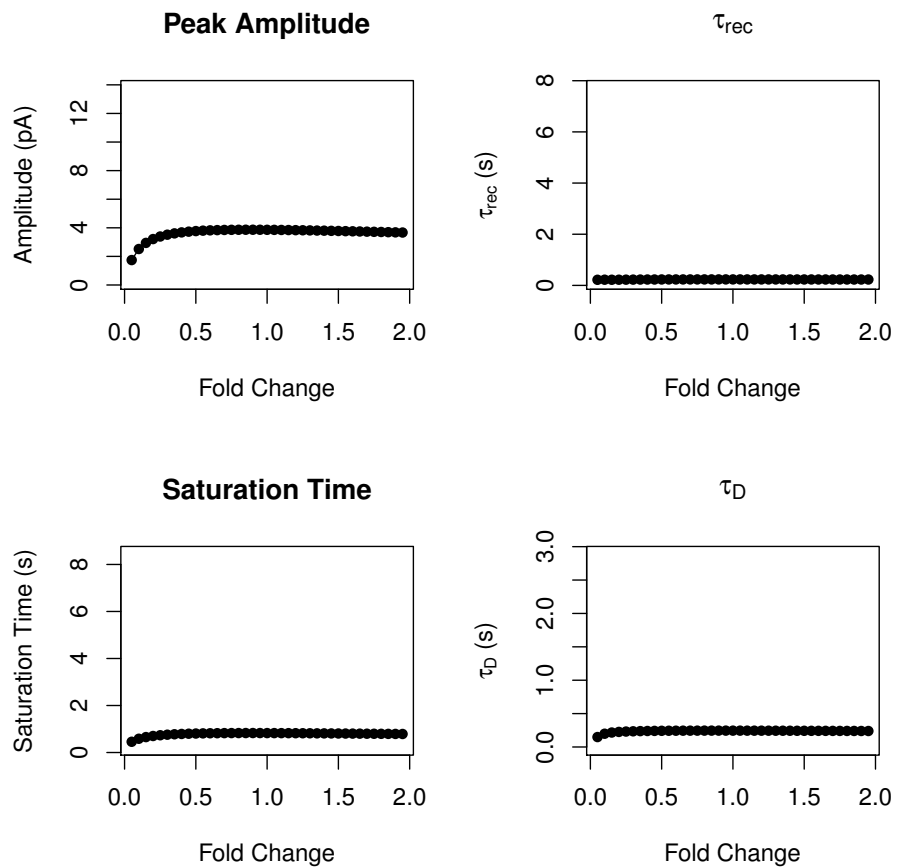 Peak Amplitude
Amplitude (pA)
12
8
4
0
0.0 0.5 1.0 1.5 2.0
Fold Change
τrec
τrec (s)
8
6
4
2
0
0.0 0.5 1.0 1.5 2.0
Fold Change
Saturation Time
Saturation Time (s)
8
6
4
2
0
0.0 0.5 1.0 1.5 2.0
Fold Change
τD
τD (s)
3.0
2.0
1.0
0.0
0.0 0.5 1.0 1.5 2.0
Fold Change